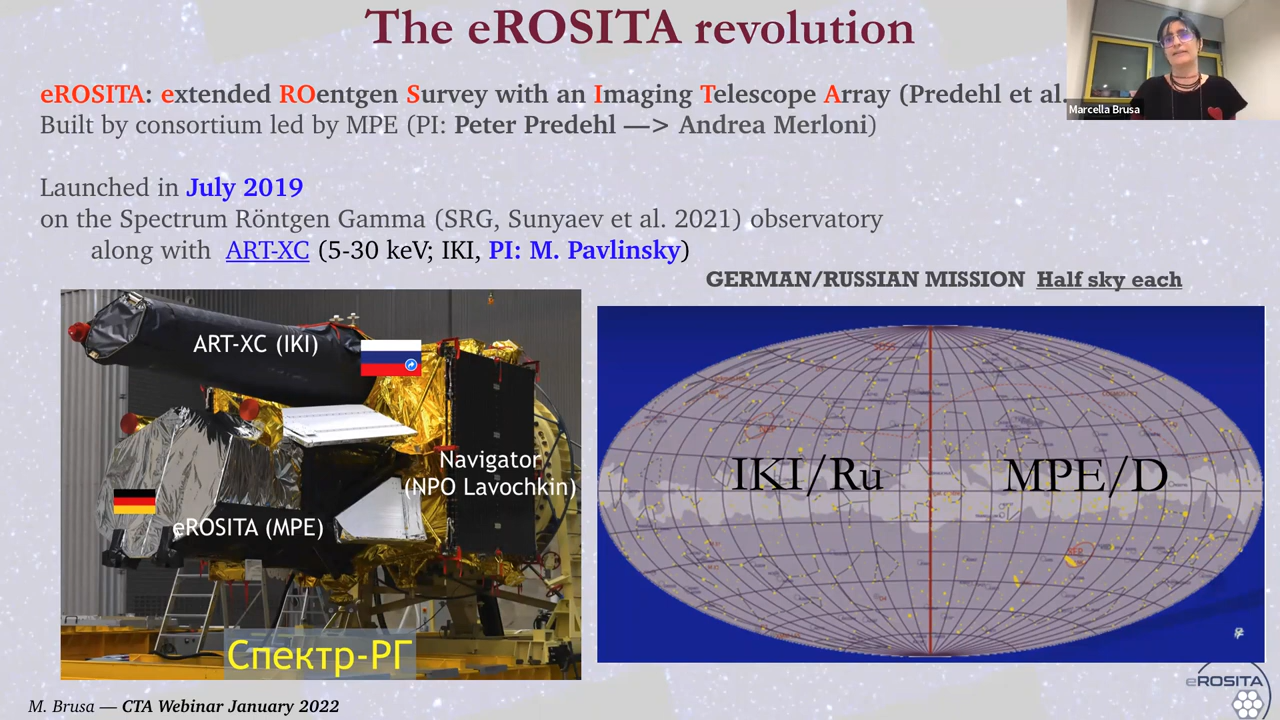 The eROSITA revolution
Marcella Brusa
eROSITA: extended ROentgen Survey with an Imaging Telescope Array (Predehl et al.
Built by consortium led by MPE (PI: Peter Predehl —> Andrea Merloni)
Launched in July 2019
on the Spectrum Röntgen Gamma (SRG, Sunyaev et al. 2021) observatory
along with ART-XC (5-30 keV; IKI, PI: M. Pavlinsky)
GERMAN/RUSSIAN MISSION Half sky each
ART-XC (IKI)
Navigator
(NPO Lavochkin)
eROSITA (MPE)
Спектр-РГ
IKI/Ru
MPE/D
SEP
eROSITA
M. Brusa — CTA Webinar January 2022